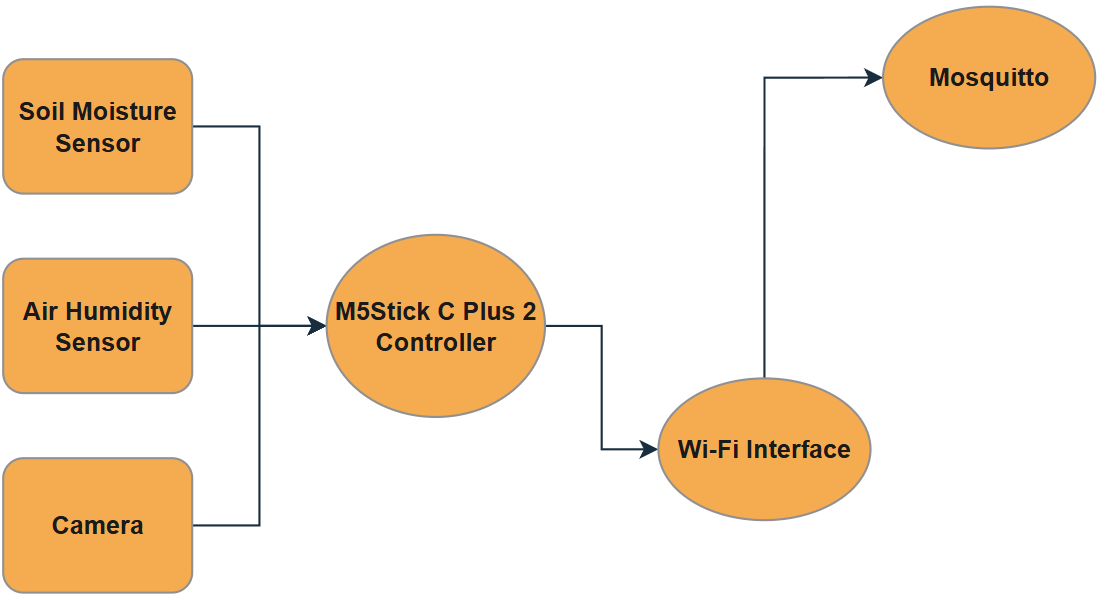 Soil Moisture
Sensor
Air Humidity
Sensor
Camera
M5Stick C Plus 2
Controller
Wi-Fi Interface
Mosquitto